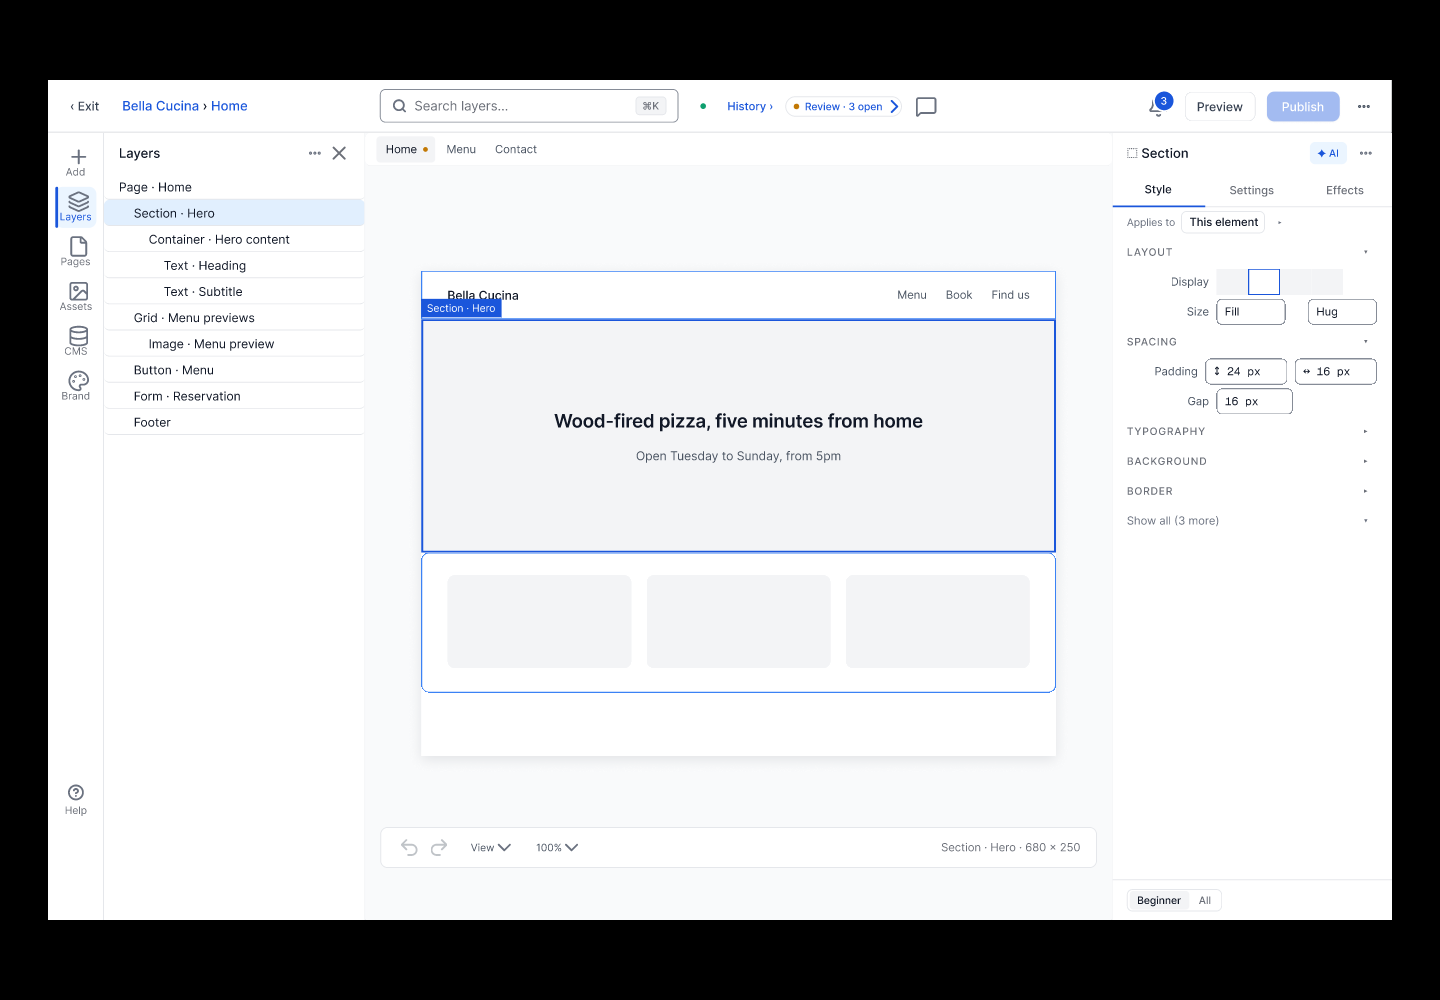 ‹ Exit
Bella Cucina › Home
Search layers...
⌘K
History ›
Review · 3 open
3
Preview
Publish
Add
Layers
Pages
Assets
CMS
Brand
Help
Layers
Page · Home
Section · Hero
Container · Hero content
Text · Heading
Text · Subtitle
Grid · Menu previews
Image · Menu preview
Button · Menu
Form · Reservation
Footer
Home
Menu
Contact
Bella Cucina
Menu
Book
Find us
Section · Hero
Wood-fired pizza, five minutes from home
Open Tuesday to Sunday, from 5pm
View
100%
Section · Hero · 680 × 250
Section
AI
Style
Settings
Effects
Applies to
This element
LAYOUT
Display
Size
Fill
Hug
SPACING
Padding
↕ 24 px
↔ 16 px
Gap
16 px
TYPOGRAPHY
BACKGROUND
BORDER
Show all (3 more)
Beginner
All